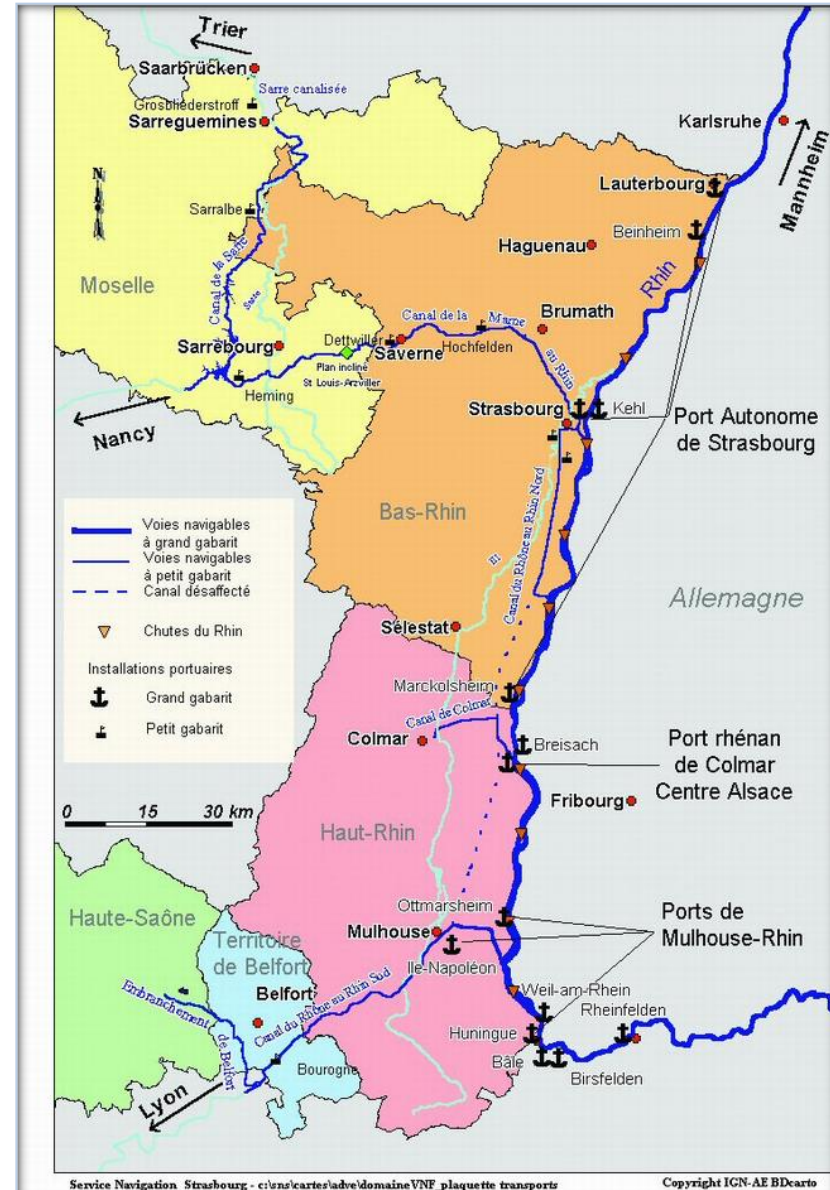 Trier
Saarbrücken
Sarre canalisée
Grosbliederstroff
Sarreguemines
Karlsruhe
Mannheim
Lauterbourg
Beinheim
Sarralbe
Haguenau
Rhin
Moselle
Canal de la Sarre
Sarre
Canal de la Marne au Rhin
Brumath
Dettwiller
Hochfelden
Sarrebourg
Saverne
Plan incliné
St Louis-Arzviller
Heming
Nancy
Strasbourg
Kehl
Port Autonome
de Strasbourg
Bas-Rhin
Canal du Rhône au Rhin Nord
Ill
Voies navigables
à grand gabarit
Voies navigables
à petit gabarit
Canal désaffecté
Chutes du Rhin
Installations portuaires
Grand gabarit
Petit gabarit
Allemagne
Sélestat
Marckolsheim
Canal de Colmar
Colmar
Breisach
Port rhénan
de Colmar
Centre Alsace
Fribourg
0 15 30 km
Haut-Rhin
Haute-Saône
Ottmarsheim
Mulhouse
Ile-Napoléon
Ports de
Mulhouse-Rhin
Territoire
de Belfort
Belfort
Canal du Rhône au Rhin Sud
Embranchement de Belfort
Weil-am-Rhein
Rheinfelden
Huningue
Bâle
Birsfelden
Bourogne
Lyon
Service Navigation Strasbourg - c:\sns\cartes\adve\domaineVNF_plaquette transports
Copyright IGN-AE BDcarto